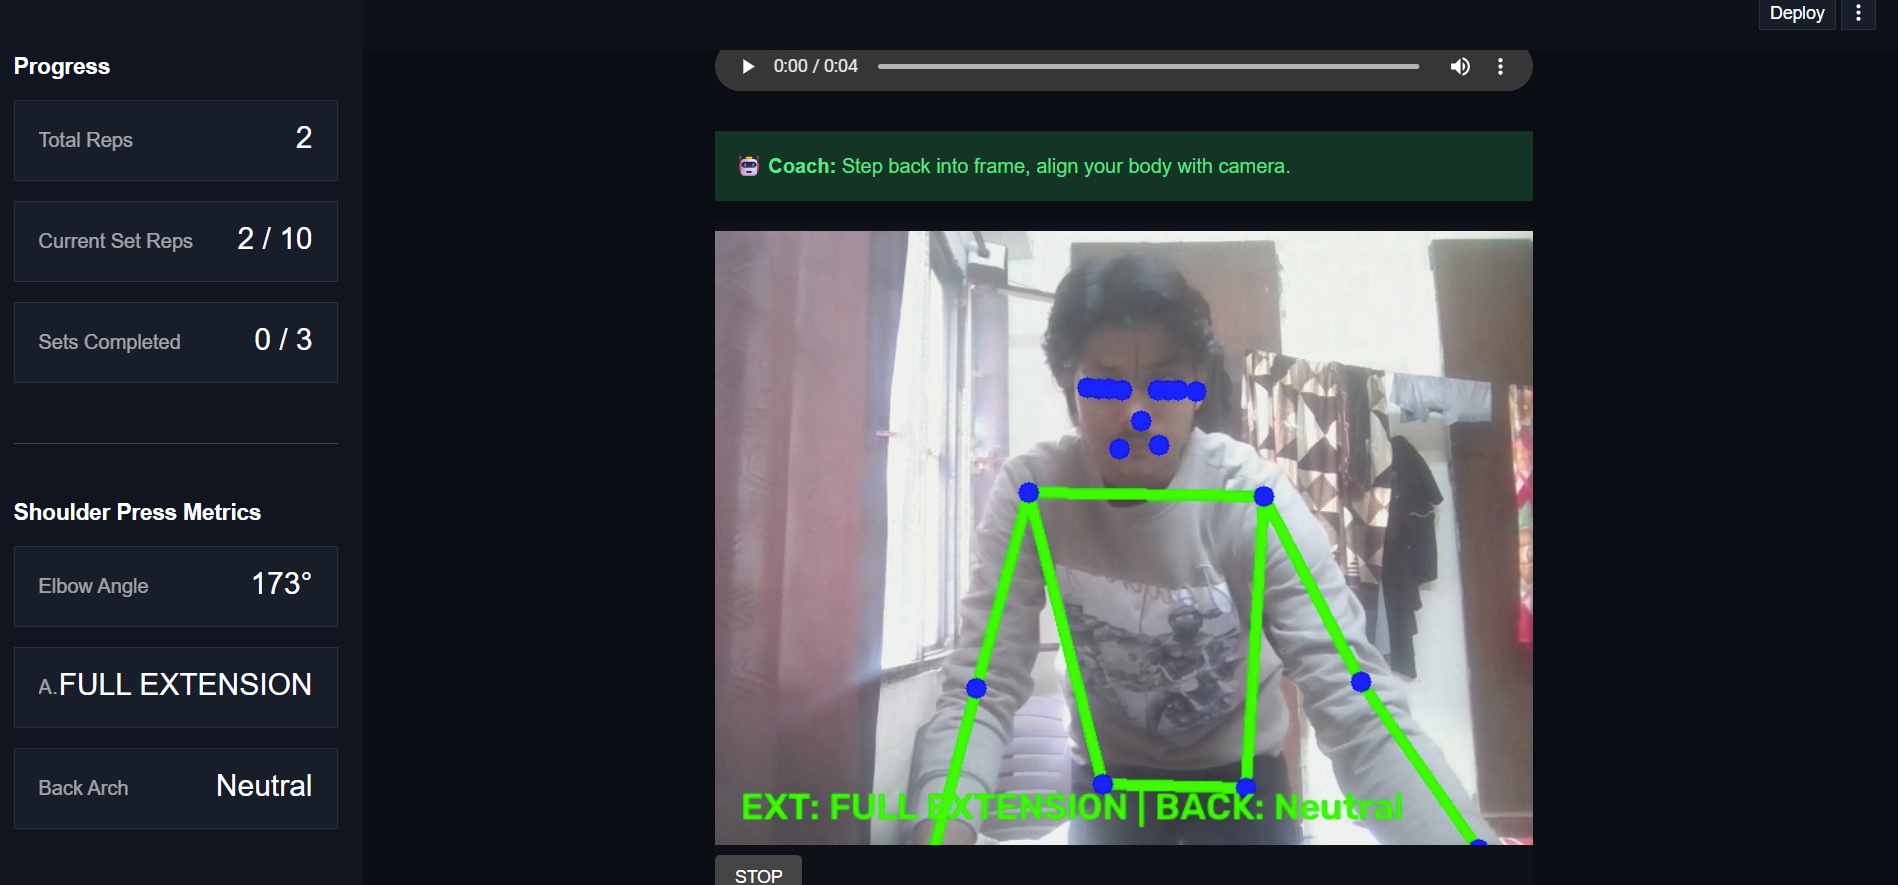 Deploy
Progress
Total Reps 2
Current Set Reps 2 / 10
Sets Completed 0 / 3
Shoulder Press Metrics
Elbow Angle 173°
A. FULL EXTENSION
Back Arch Neutral
0:00 / 0:04
Coach: Step back into frame, align your body with camera.
EXT: FULL EXTENSION | BACK: Neutral
STOP